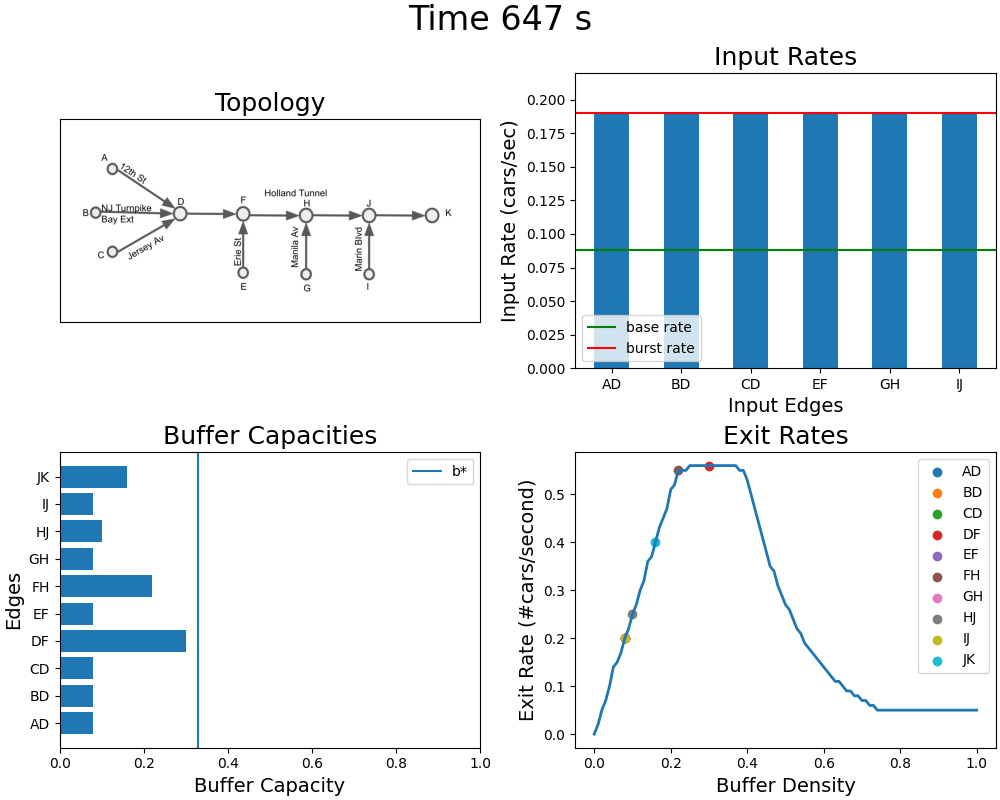 Time 647 s
Topology
A
12th St
B
NJ Turnpike
Bay Ext
C
Jersey Av
D
F
Holland Tunnel
H
J
K
Erie St
Manila Av
Marin Blvd
E
G
I
Input Rates
Input Rate (cars/sec)
0.200
0.175
0.150
0.125
0.100
0.075
0.050
0.025
0.000
base rate
burst rate
AD BD CD EF GH IJ
Input Edges
Buffer Capacities
Edges
JK
IJ
HJ
GH
FH
EF
DF
CD
BD
AD
b*
0.0 0.2 0.4 0.6 0.8 1.0
Buffer Capacity
Exit Rates
Exit Rate (#cars/second)
0.5
0.4
0.3
0.2
0.1
0.0
AD
BD
CD
DF
EF
FH
GH
HJ
IJ
JK
0.0 0.2 0.4 0.6 0.8 1.0
Buffer Density